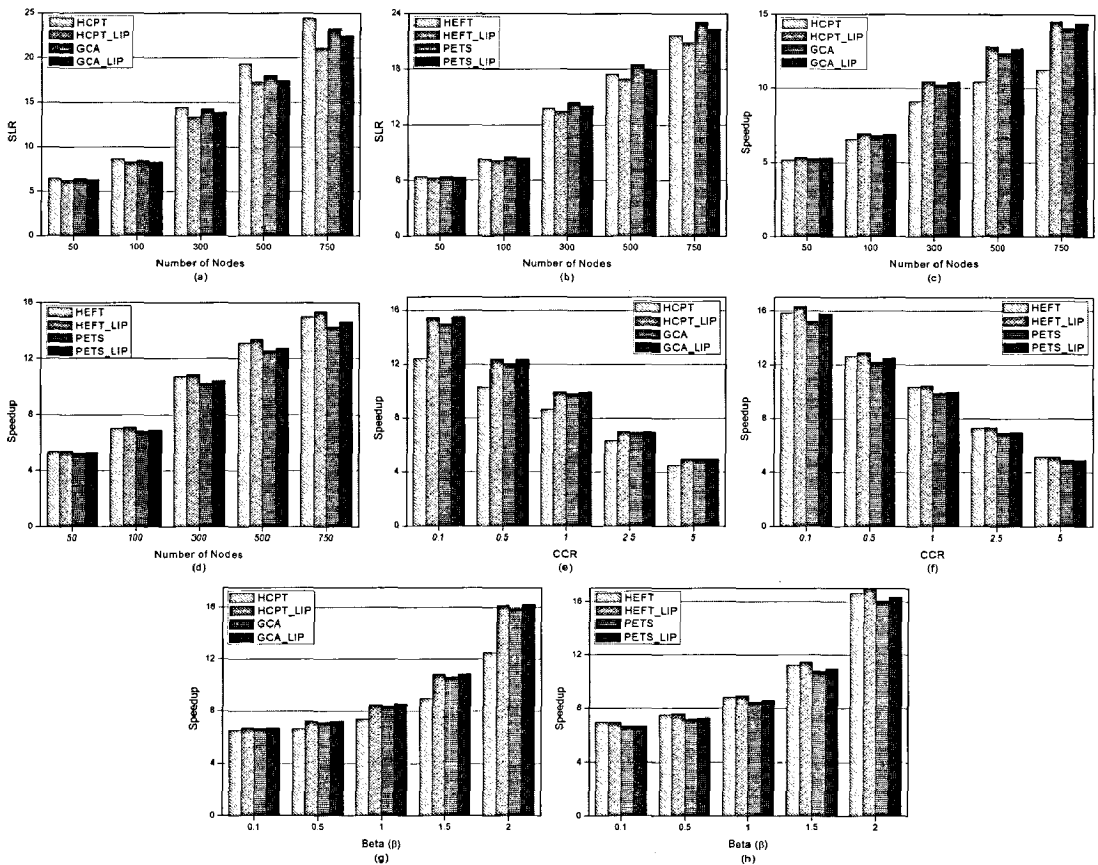 HCPT
HCPT_LIP
GCA
GCA_LIP
25
20
15
10
5
0
SLR
50 100 300 500 750
Number of Nodes
(a)
HEFT
HEFT_LIP
PETS
PETS_LIP
24
18
12
6
0
SLR
50 100 300 500 750
Number of Nodes
(b)
HCPT
HCPT_LIP
GCA
GCA_LIP
15
10
5
0
Speedup
50 100 300 500 750
Number of Nodes
(c)
HEFT
HEFT_LIP
PETS
PETS_LIP
16
12
8
4
0
Speedup
50 100 300 500 750
Number of Nodes
(d)
HCPT
HCPT_LIP
GCA
GCA_LIP
16
12
8
4
0
Speedup
0.1 0.5 1 2.5 5
CCR
(e)
HEFT
HEFT_LIP
PETS
PETS_LIP
16
12
8
4
0
Speedup
0.1 0.5 1 2.5 5
CCR
(f)
HCPT
HCPT_LIP
GCA
GCA_LIP
16
12
8
4
0
Speedup
0.1 0.5 1 1.5 2
Beta (β)
(g)
HEFT
HEFT_LIP
PETS
PETS_LIP
16
12
8
4
0
Speedup
0.1 0.5 1 1.5 2
Beta (β)
(h)